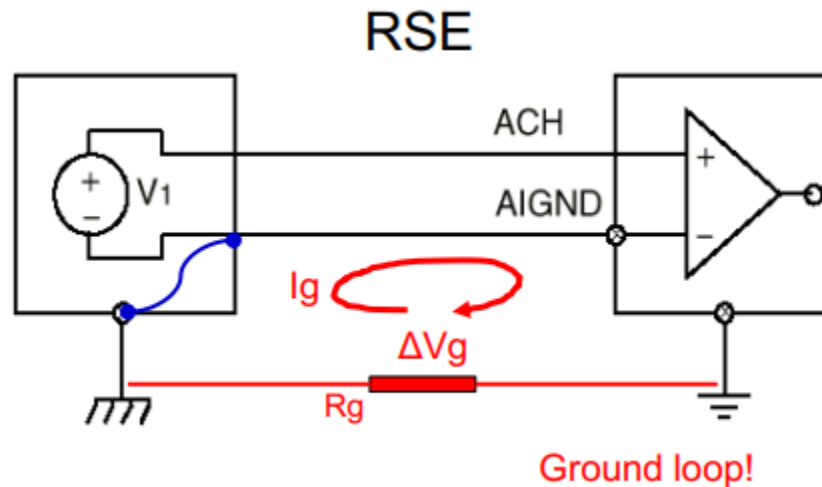 RSE
ACH
+
+
V1
-
AIGND
-
Ig
ΔVg
Rg
Ground loop!